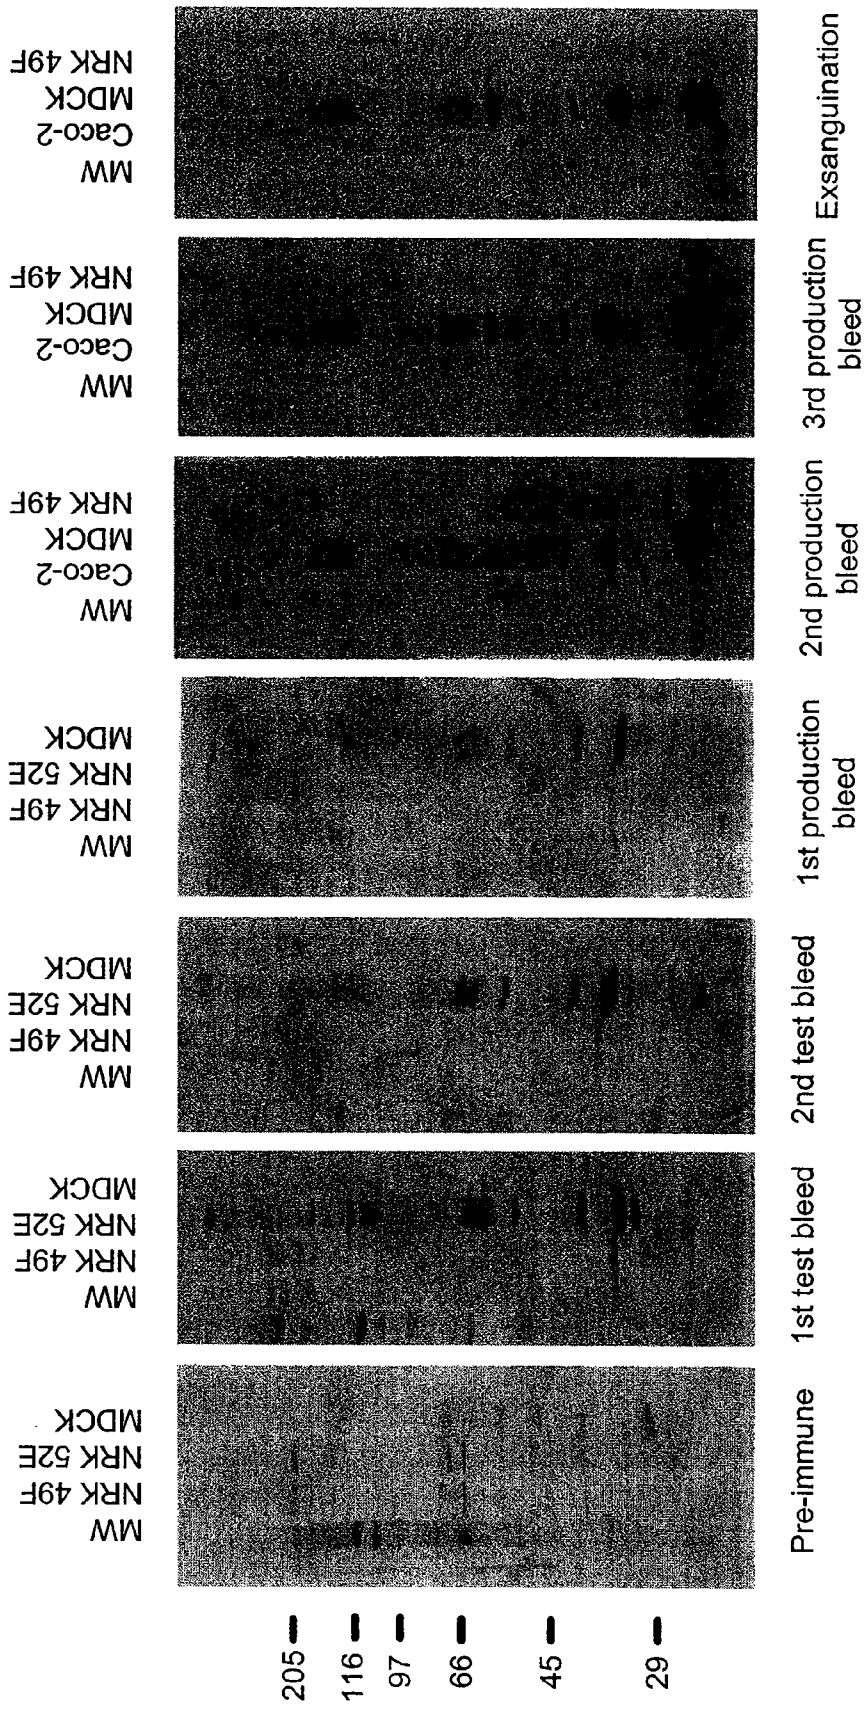 205
116
97
66
45
29
MW
NRK 49F
NRK 52E
MDCK
Pre-immune
MW
NRK 49F
NRK 52E
MDCK
1st test bleed
MW
NRK 49F
NRK 52E
MDCK
2nd test bleed
MW
NRK 49F
NRK 52E
MDCK
1st production
bleed
MW
Caco-2
MDCK
NRK 49F
2nd production
bleed
MW
Caco-2
MDCK
NRK 49F
3rd production
bleed
MW
Caco-2
MDCK
NRK 49F
Exsanguination